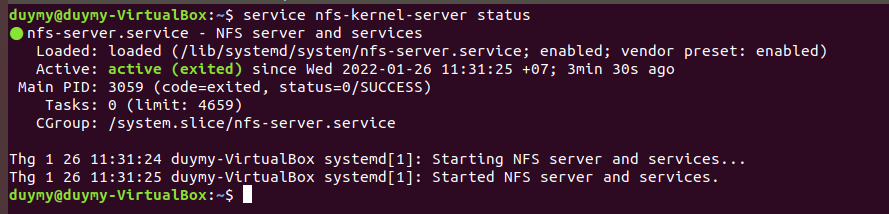 duymy@duymy-VirtualBox:~$ service nfs-kernel-server status
● nfs-server.service - NFS server and services
   Loaded: loaded (/lib/systemd/system/nfs-server.service; enabled; vendor preset: enabled)
   Active: active (exited) since Wed 2022-01-26 11:31:25 +07; 3min 30s ago
 Main PID: 3059 (code=exited, status=0/SUCCESS)
    Tasks: 0 (limit: 4659)
   CGroup: /system.slice/nfs-server.service

Thg 1 26 11:31:24 duymy-VirtualBox systemd[1]: Starting NFS server and services...
Thg 1 26 11:31:25 duymy-VirtualBox systemd[1]: Started NFS server and services.
duymy@duymy-VirtualBox:~$